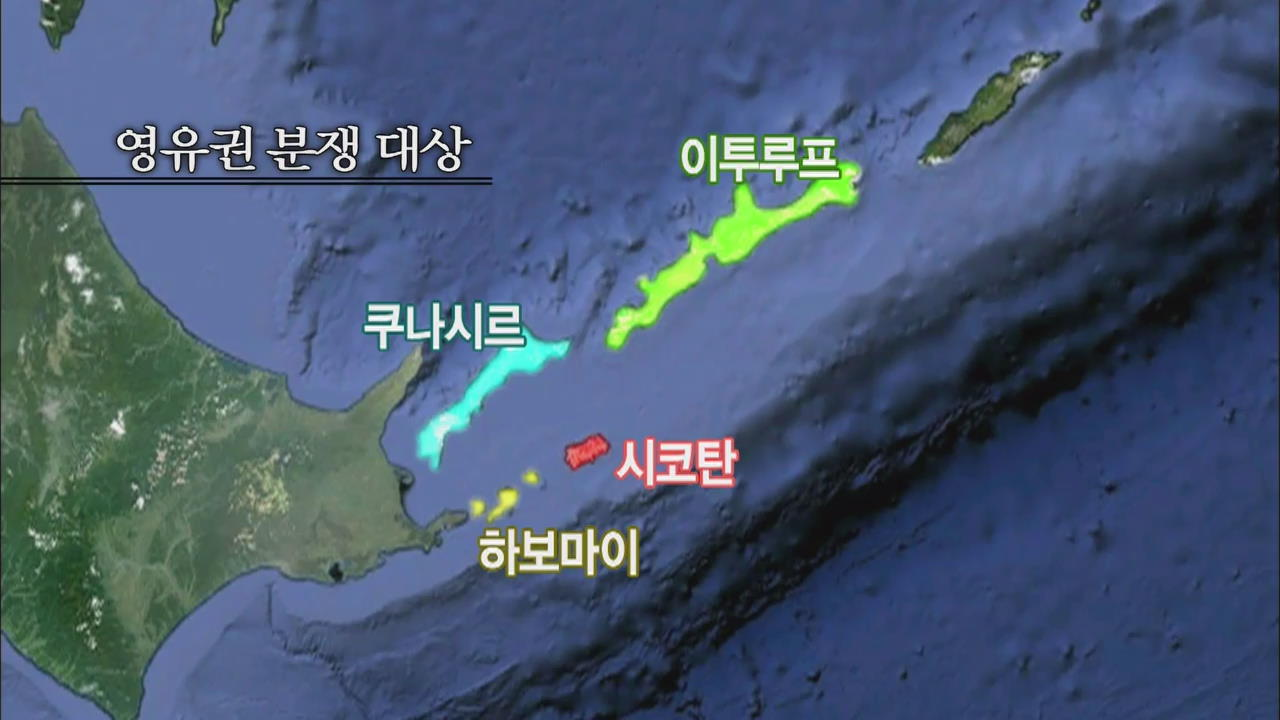 영유권 분쟁 대상
이투루프
쿠나시르
시코탄
하보마이